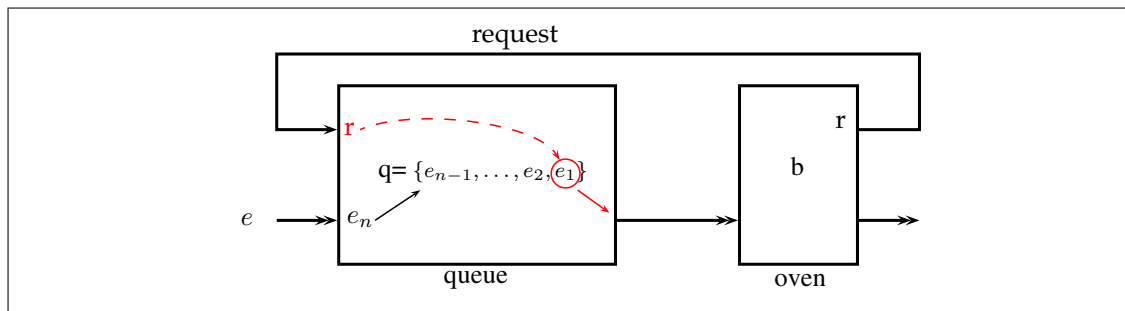 request
r r
q= {e_{n−1}, . . . , e_2, e_1}
b
e e_n
queue oven